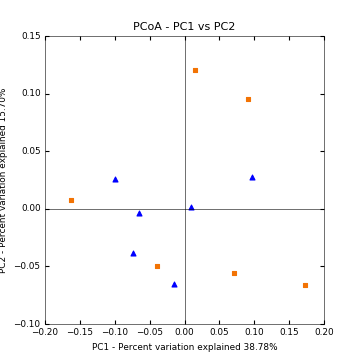 PCoA - PC1 vs PC2
0.15
0.10
0.05
0.00
−0.05
−0.10
PC2 - Percent variation explained 15.70%
−0.20 −0.15 −0.10 −0.05 0.00 0.05 0.10 0.15 0.20
PC1 - Percent variation explained 38.78%